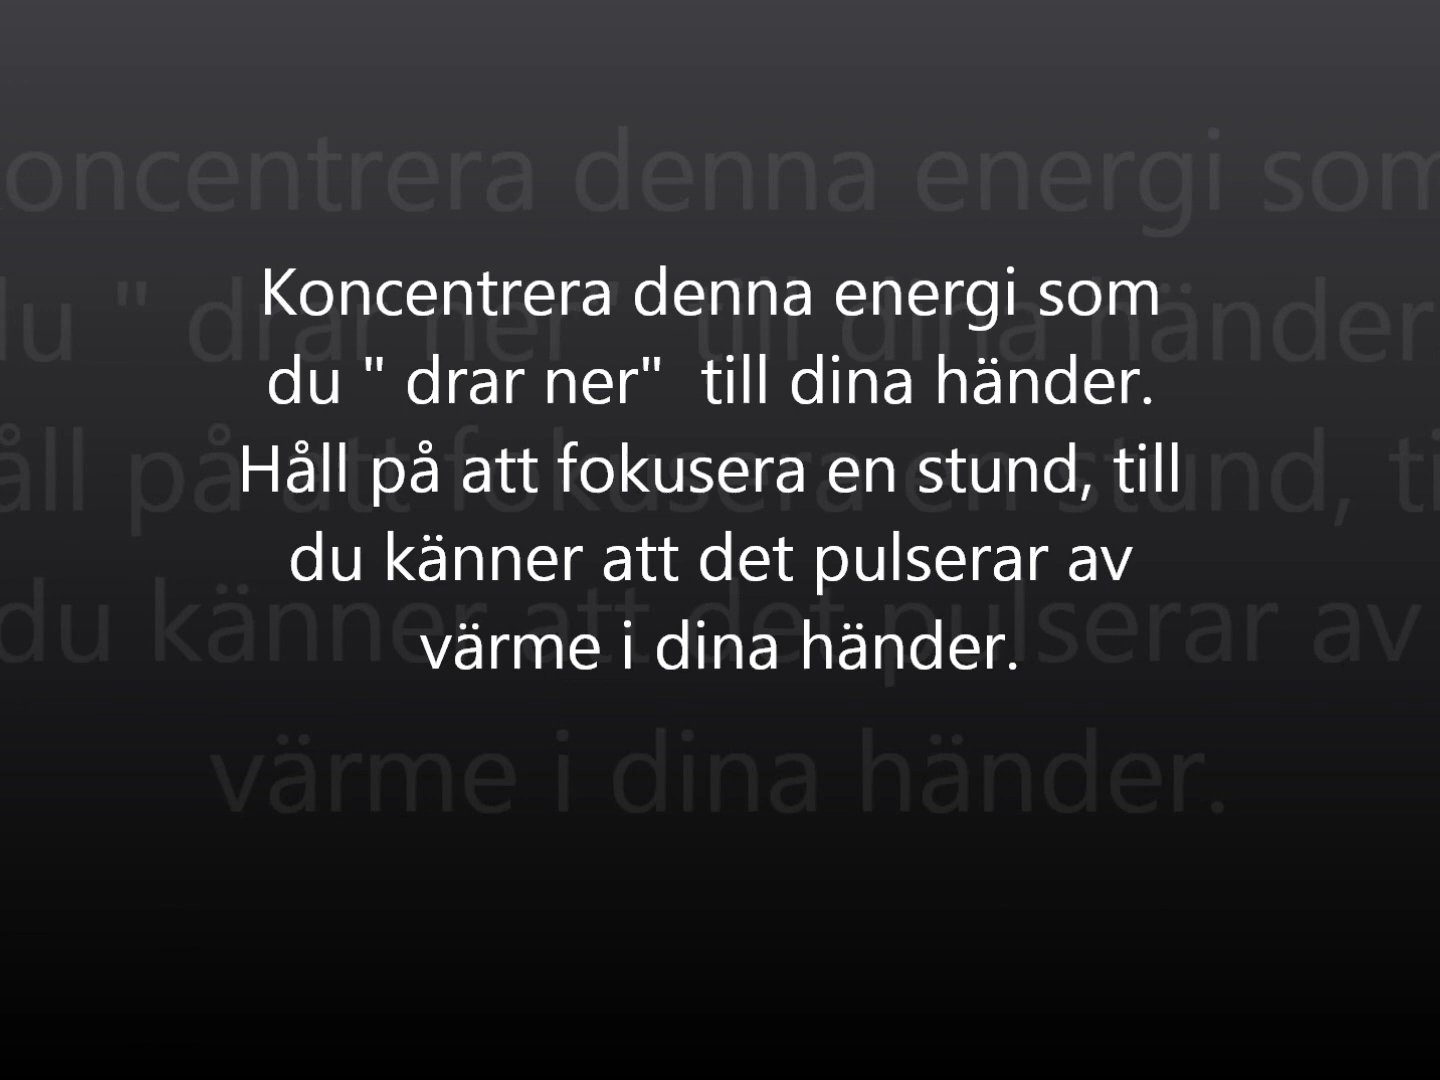 Koncentrera denna energi som
du " drar ner"  till dina händer.
Håll på att fokusera en stund, till
du känner att det pulserar av
värme i dina händer.